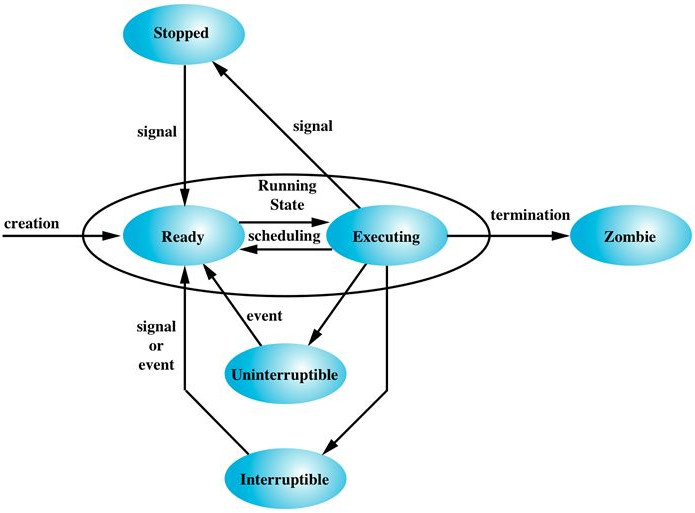 Stopped
signal
signal
Running
State
creation
Ready
scheduling
Executing
termination
Zombie
event
signal
or
event
Uninterruptible
Interruptible